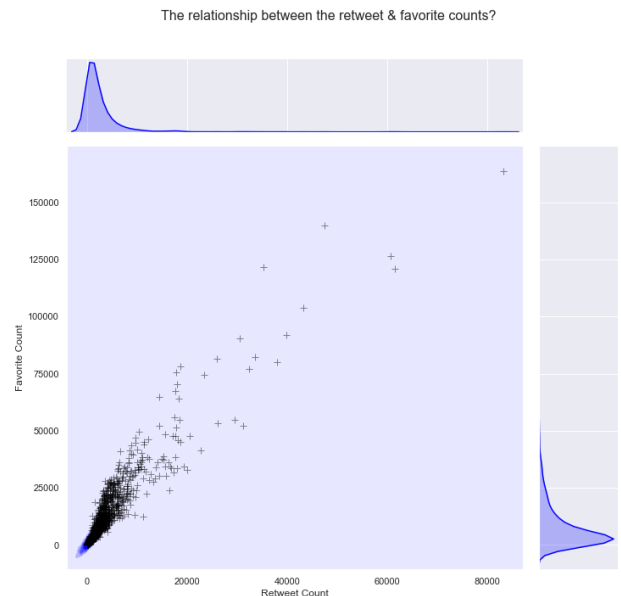 The relationship between the retweet & favorite counts?
150000
125000
100000
75000
50000
25000
0
Favorite Count
0 20000 40000 60000 80000
Retweet Count